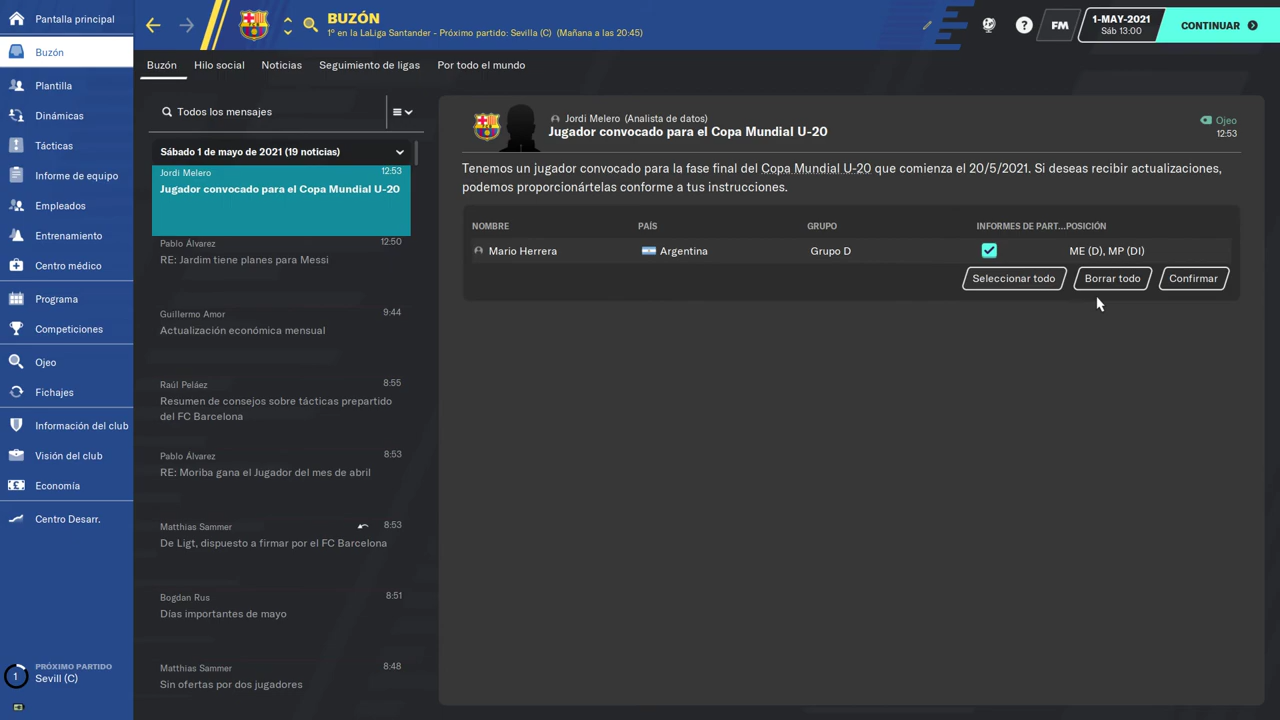 Pantalla principal
Buzón
Plantilla
Dinámicas
Tácticas
Informe de equipo
Empleados
Entrenamiento
Centro médico
Programa
Competiciones
Ojeo
Fichajes
Información del club
Visión del club
Economía
Centro Desarr.
1
PRÓXIMO PARTIDO
Sevill (C)
BUZÓN
1º en la LaLiga Santander - Próximo partido: Sevilla (C) (Mañana a las 20:45)
?
FM
1-MAY-2021
Sáb 13:00
CONTINUAR
Buzón
Hilo social
Noticias
Seguimiento de ligas
Por todo el mundo
Todos los mensajes
Sábado 1 de mayo de 2021 (19 noticias)
Jordi Melero 12:53
Jugador convocado para el Copa Mundial U-20
Pablo Álvarez 12:50
RE: Jardim tiene planes para Messi
Guillermo Amor 9:44
Actualización económica mensual
Raúl Peláez 8:55
Resumen de consejos sobre tácticas prepartido
del FC Barcelona
Pablo Álvarez 8:53
RE: Moriba gana el Jugador del mes de abril
Matthias Sammer 8:53
De Ligt, dispuesto a firmar por el FC Barcelona
Bogdan Rus 8:51
Días importantes de mayo
Matthias Sammer 8:48
Sin ofertas por dos jugadores
Jordi Melero (Analista de datos)
Jugador convocado para el Copa Mundial U-20
Ojeo
12:53
Tenemos un jugador convocado para la fase final del Copa Mundial U-20 que comienza el 20/5/2021. Si deseas recibir actualizaciones,
podemos proporcionártelas conforme a tus instrucciones.
NOMBRE PAÍS GRUPO INFORMES DE PART...POSICIÓN
Mario Herrera Argentina Grupo D ME (D), MP (DI)
Seleccionar todo Borrar todo Confirmar